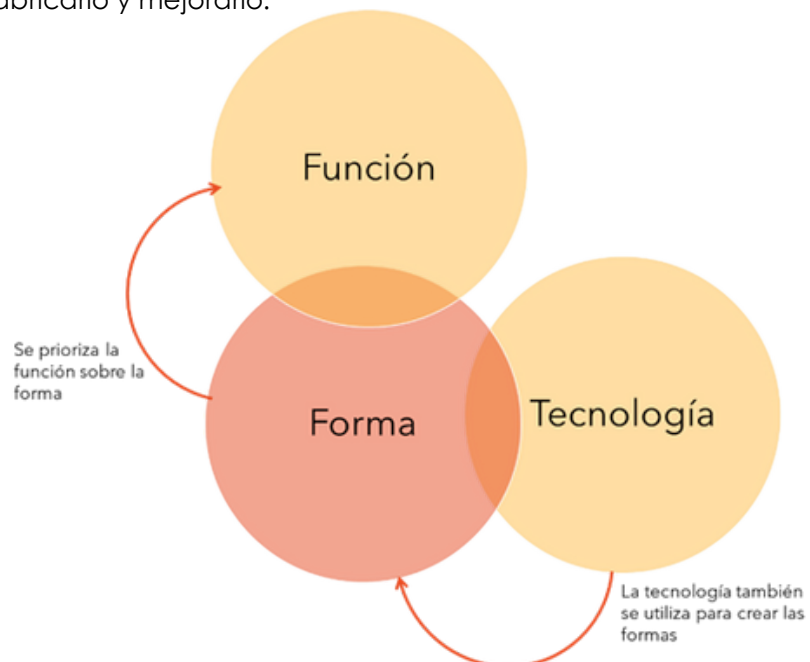 y mejorarlo.
Función
Se prioriza la
función sobre la
forma
Forma
Tecnología
La tecnología también
se utiliza para crear las
formas